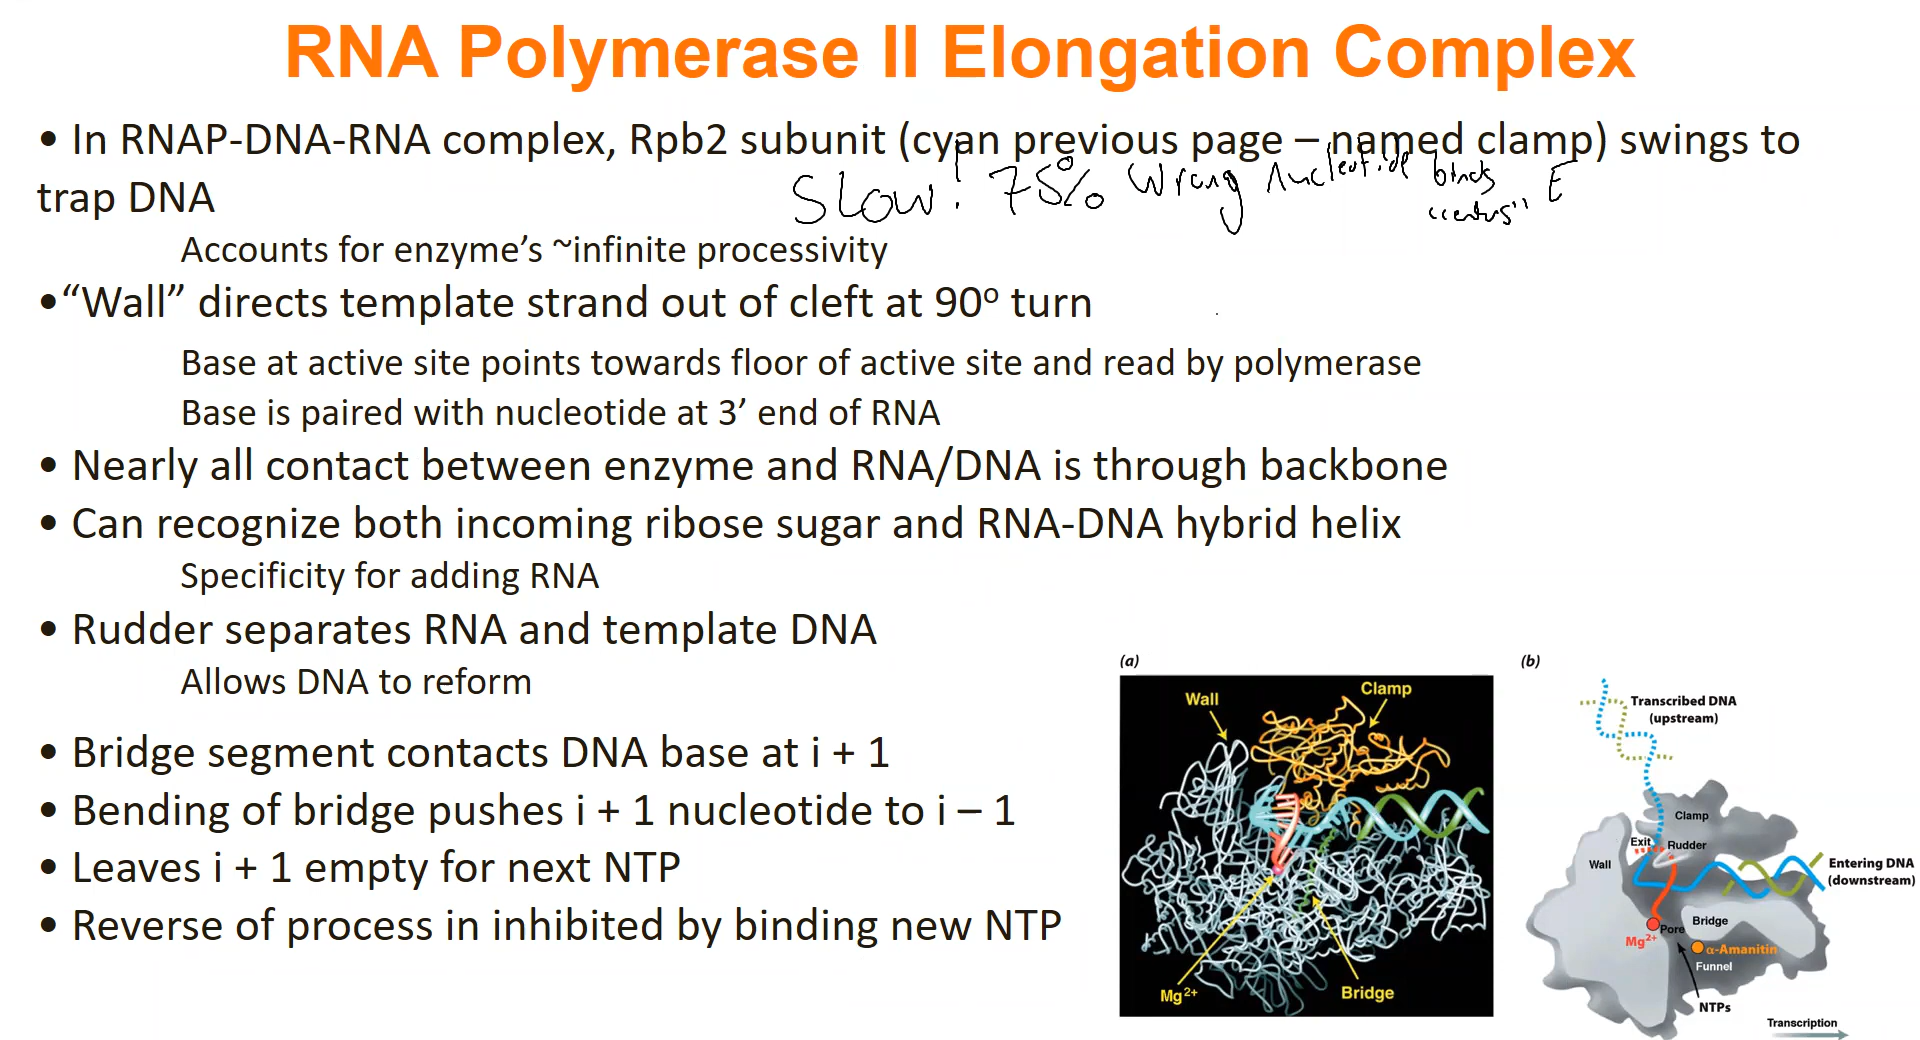 RNA Polymerase II Elongation Complex
• In RNAP-DNA-RNA complex, Rpb2 subunit (cyan previous page – named clamp) swings to
trap DNA
Slow! 75% Wrong nucleotide binds E
Accounts for enzyme’s ~infinite processivity
•“Wall” directs template strand out of cleft at 90º turn
Base at active site points towards floor of active site and read by polymerase
Base is paired with nucleotide at 3’ end of RNA
• Nearly all contact between enzyme and RNA/DNA is through backbone
• Can recognize both incoming ribose sugar and RNA-DNA hybrid helix
Specificity for adding RNA
• Rudder separates RNA and template DNA
Allows DNA to reform
• Bridge segment contacts DNA base at i + 1
• Bending of bridge pushes i + 1 nucleotide to i – 1
• Leaves i + 1 empty for next NTP
• Reverse of process in inhibited by binding new NTP
(a)
Wall
Clamp
Mg2+
Bridge
(b)
Transcribed DNA
(upstream)
Clamp
Exit
Rudder
Wall
Entering DNA
(downstream)
Bridge
Mg2+
Pore
α-Amanitin
Funnel
NTPs
Transcription